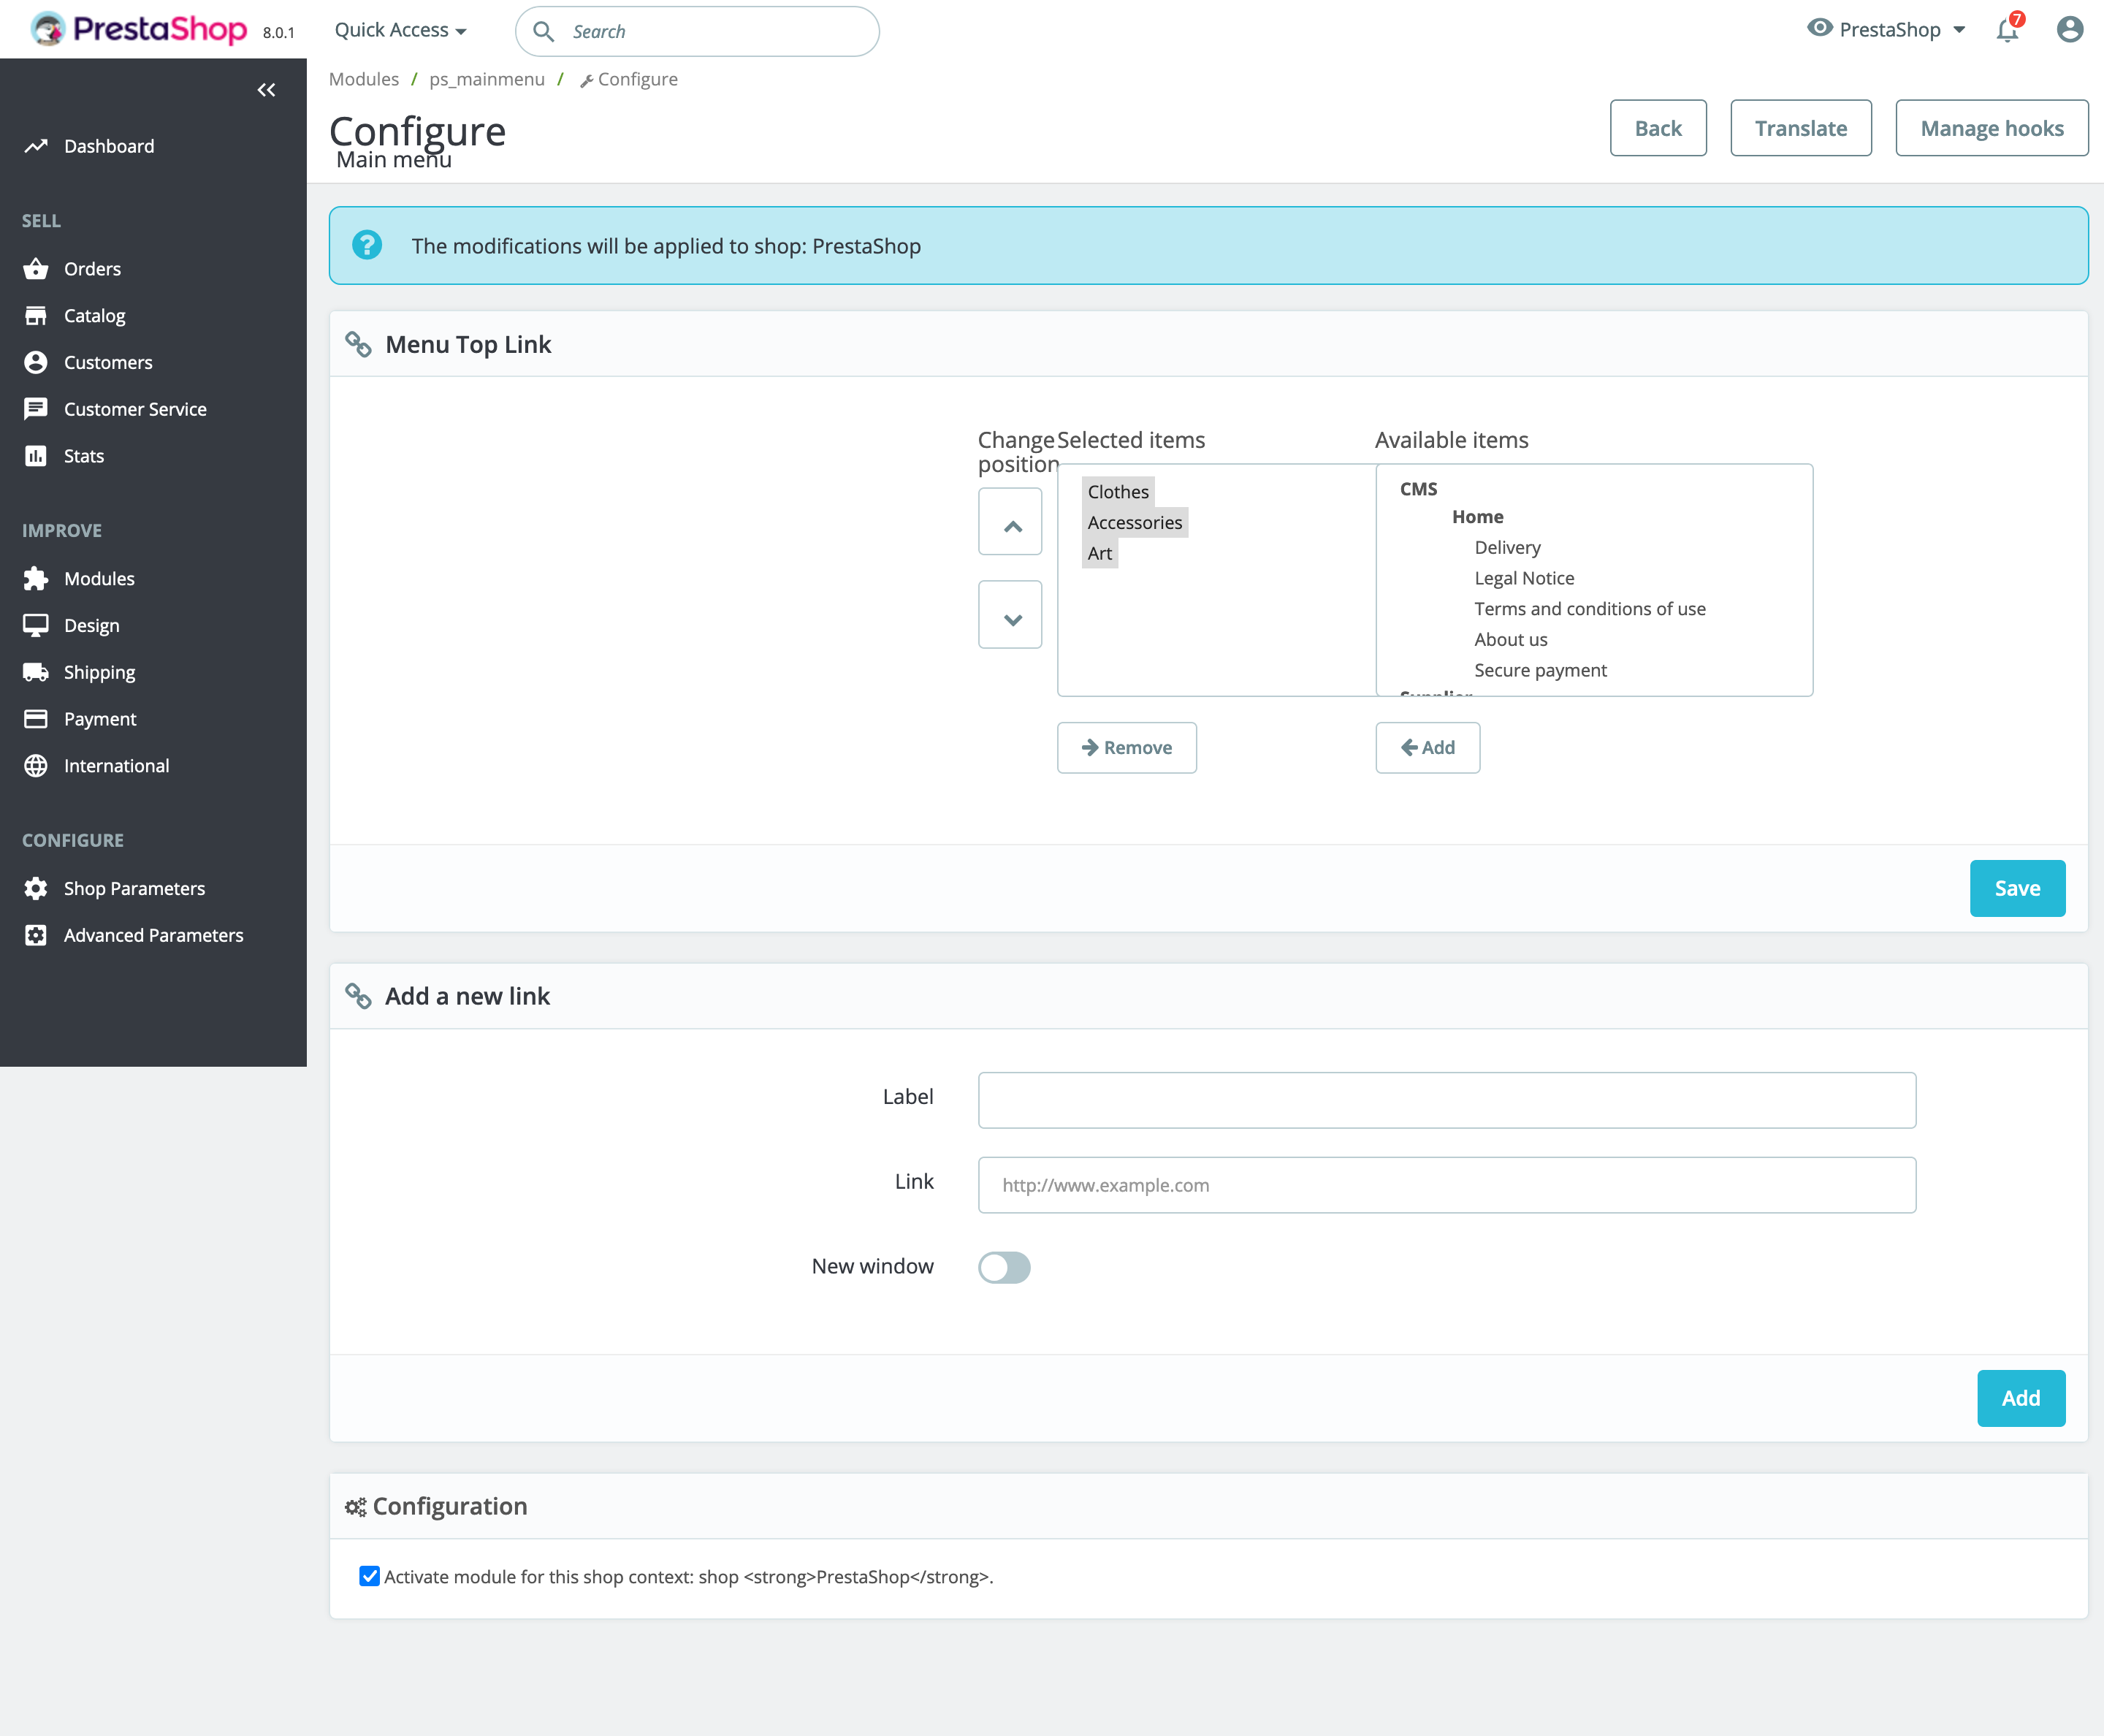 PrestaShop 8.0.1
Quick Access
Search
PrestaShop
7
Modules / ps_mainmenu / Configure
Configure
Main menu
Back
Translate
Manage hooks
Dashboard
SELL
Orders
Catalog
Customers
Customer Service
Stats
IMPROVE
Modules
Design
Shipping
Payment
International
CONFIGURE
Shop Parameters
Advanced Parameters
The modifications will be applied to shop: PrestaShop
Menu Top Link
Change
position
Selected items
Clothes
Accessories
Art
Remove
Available items
CMS
Home
Delivery
Legal Notice
Terms and conditions of use
About us
Secure payment
Supplier
Add
Save
Add a new link
Label
Link
http://www.example.com
New window
Add
Configuration
Activate module for this shop context: shop <strong>PrestaShop</strong>.